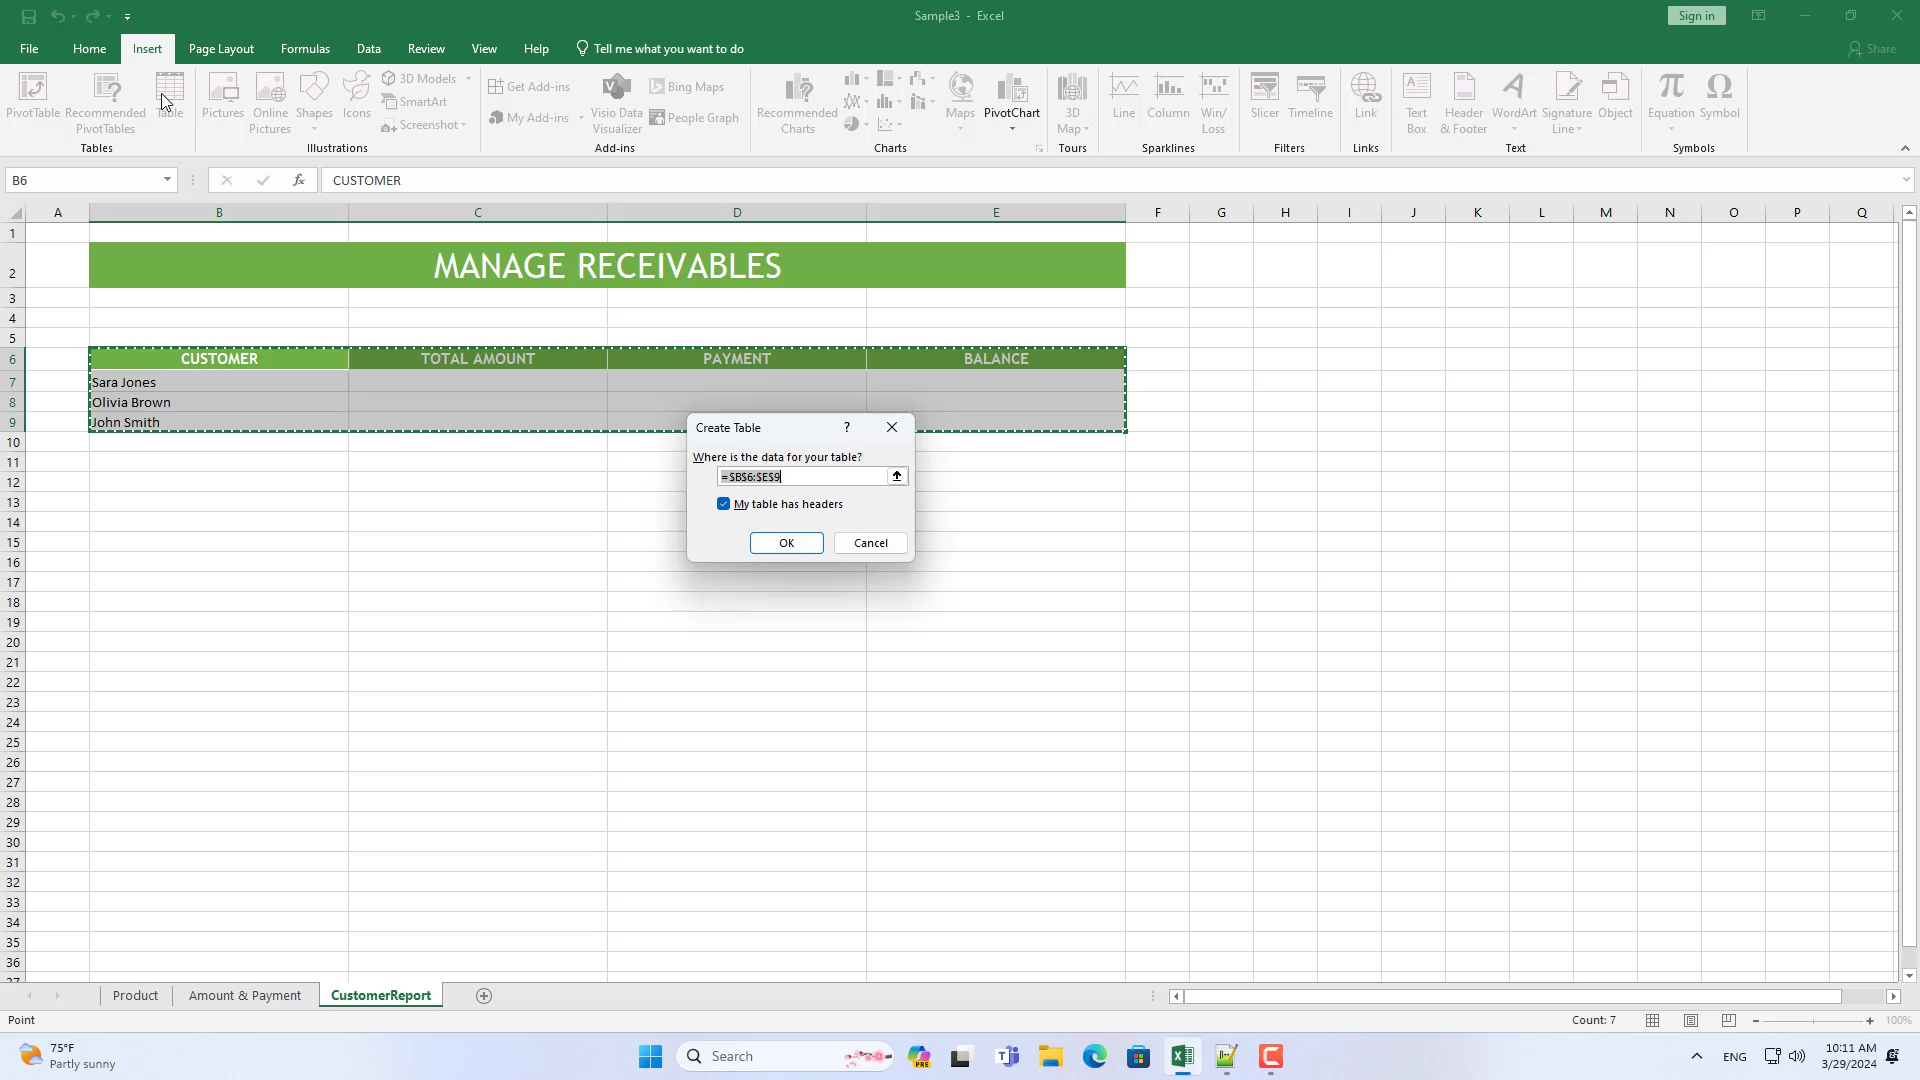 Sample3 - Excel
Sign in
File
Home
Insert
Page Layout
Formulas
Data
Review
View
Help
Tell me what you want to do
Share
PivotTable
Recommended
PivotTables
Table
Tables
Pictures
Online
Pictures
Shapes
Icons
3D Models
SmartArt
Screenshot
Illustrations
Get Add-ins
My Add-ins
Visio Data
Visualizer
Bing Maps
People Graph
Add-ins
Recommended
Charts
Maps
PivotChart
Charts
3D
Map
Tours
Line
Column
Win/
Loss
Sparklines
Slicer
Timeline
Filters
Link
Links
Text
Box
Header
& Footer
WordArt
Signature
Line
Object
Text
Equation
Symbol
Symbols
B6
fx
CUSTOMER
A B C D E F G H I J K L M N O P Q
1
2
MANAGE RECEIVABLES
3
4
5
6 CUSTOMER TOTAL AMOUNT PAYMENT BALANCE
7 Sara Jones
8 Olivia Brown
9 John Smith
10
11
12
13
14
15
16
17
18
19
20
21
22
23
24
25
26
27
28
29
30
31
32
33
34
35
36
37
Create Table
?
Where is the data for your table?
=$B$6:$E$9
My table has headers
OK
Cancel
Product
Amount & Payment
CustomerReport
Point
Count: 7
100%
75°F
Partly sunny
Search
PRE
ENG
10:11 AM
3/29/2024